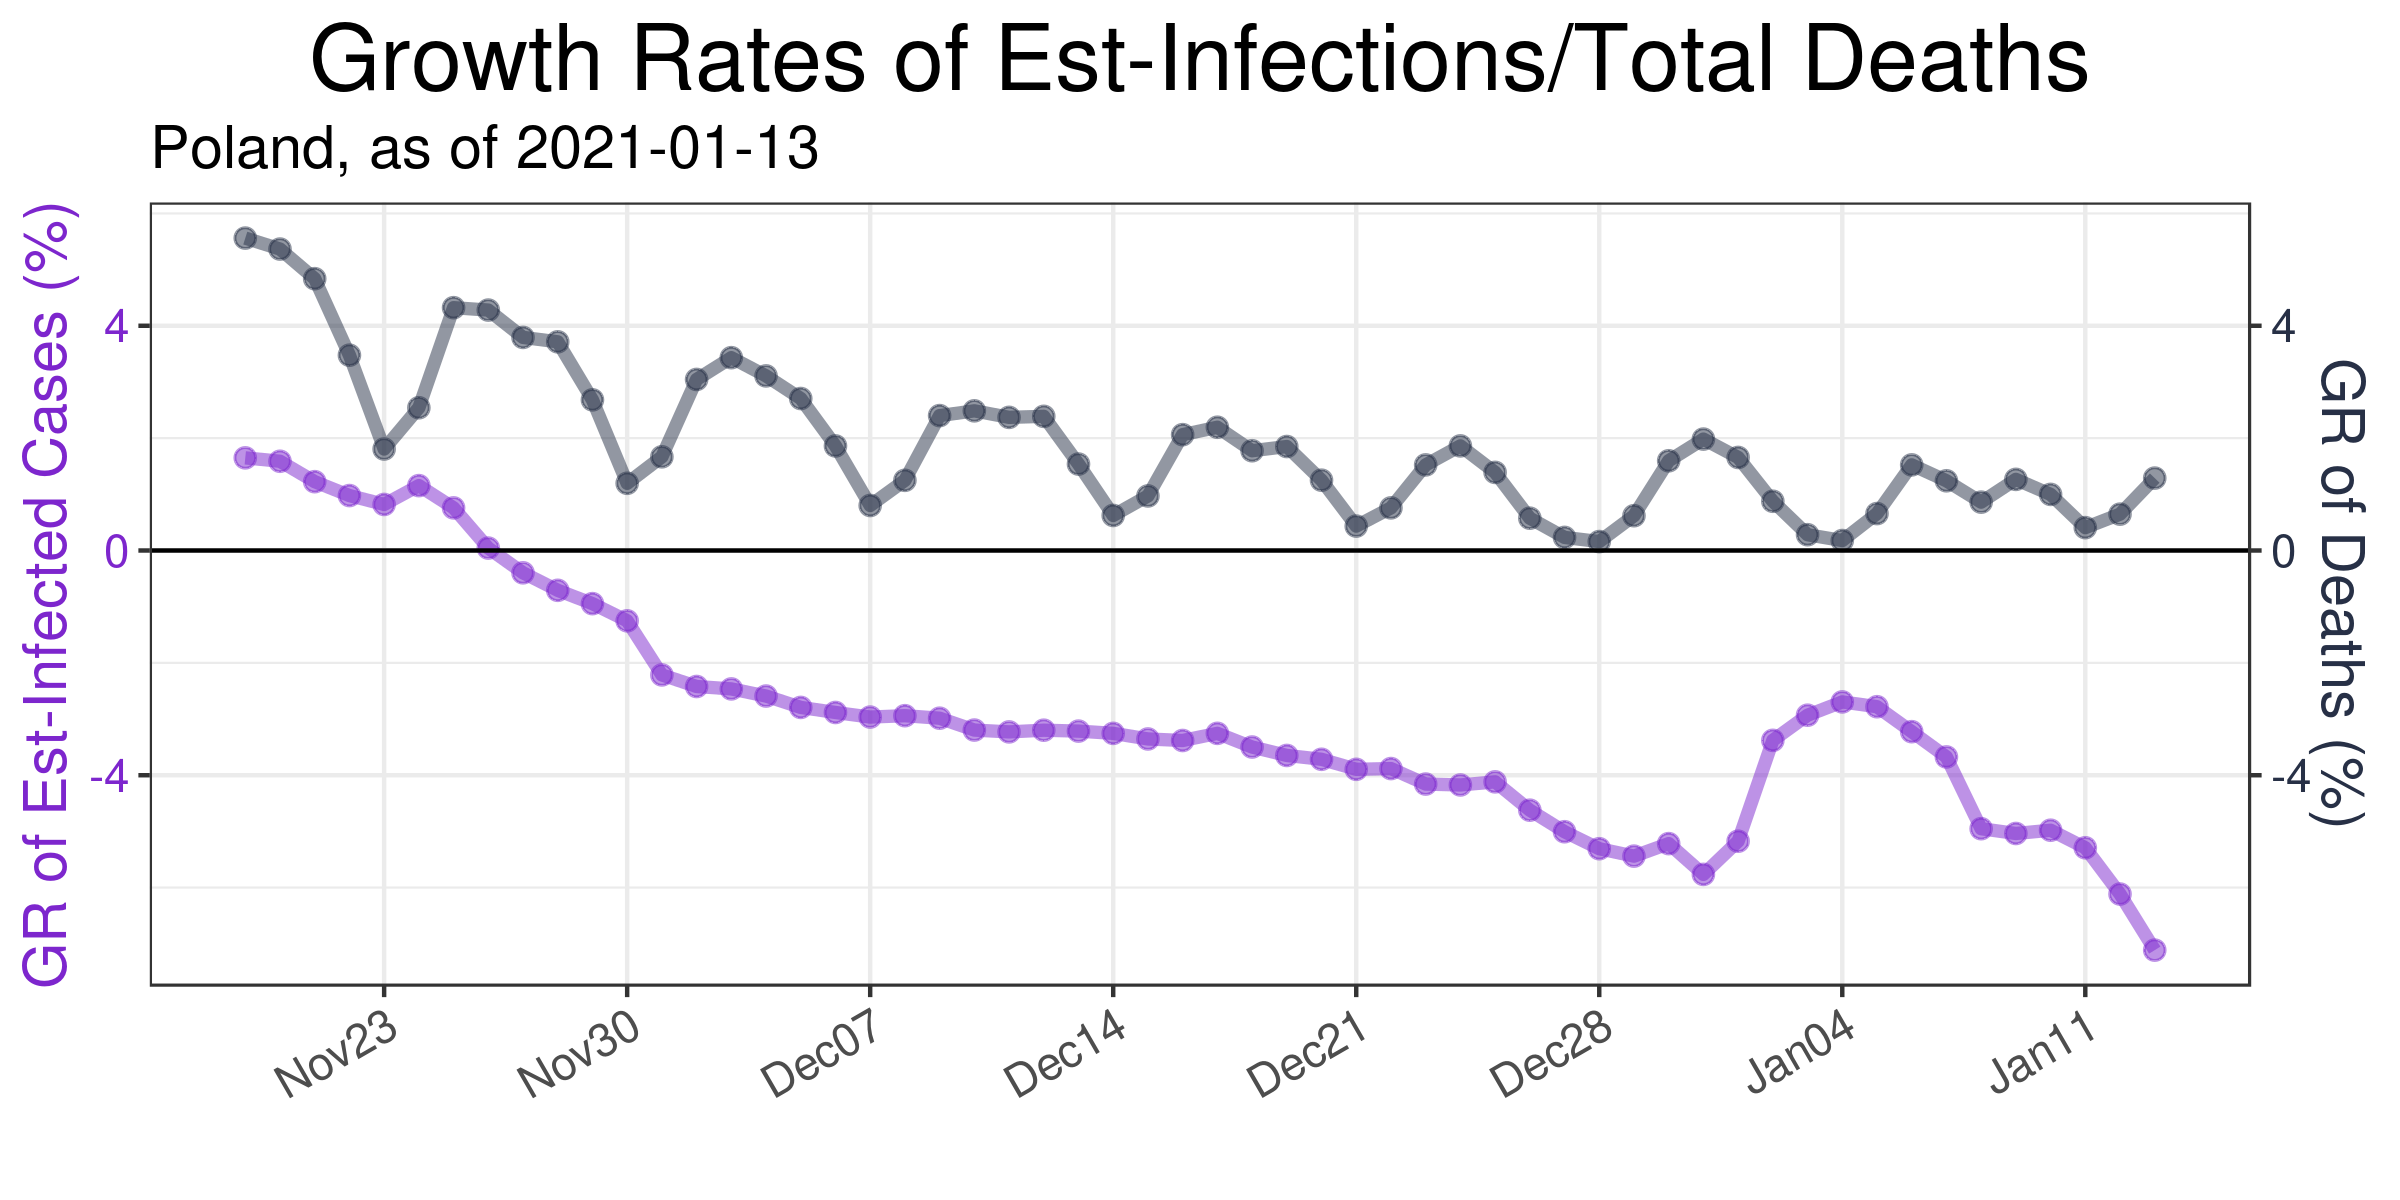 Growth Rates of Est-Infections/Total Deaths
Poland, as of 2021-01-13
GR of Est-Infected Cases (%)
4
0
-4
4
0
-4
GR of Deaths (%)
Nov23
Nov30
Dec07
Dec14
Dec21
Dec28
Jan04
Jan11